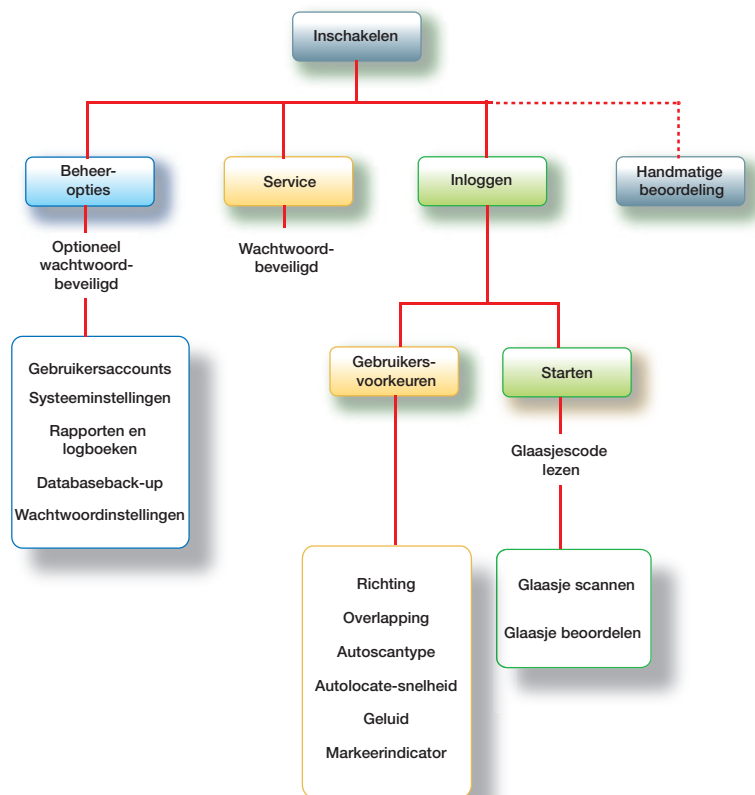 Inschakelen
Beheer-
opties
Service
Inloggen
Handmatige
beoordeling
Optioneel
wachtwoord-
beveiligd
Wachtwoord-
beveiligd
Gebruikersaccounts
Systeeminstellingen
Rapporten en
logboeken
Databaseback-up
Wachtwoordinstellingen
Gebruikers-
voorkeuren
Starten
Glaasjescode
lezen
Richting
Overlapping
Autoscantype
Autolocate-snelheid
Geluid
Markeerindicator
Glaasje scannen
Glaasje beoordelen